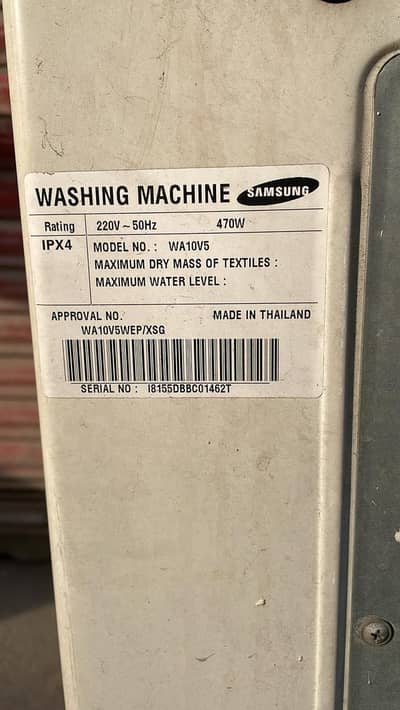 WASHING MACHINE SAMSUNG
Rating 220V ~ 50Hz 470W
IPX4 MODEL NO. : WA10V5
MAXIMUM DRY MASS OF TEXTILES :
MAXIMUM WATER LEVEL :
APPROVAL NO. MADE IN THAILAND
WA10V5WEP/XSG
SERIAL NO : I8155DBBC01462T